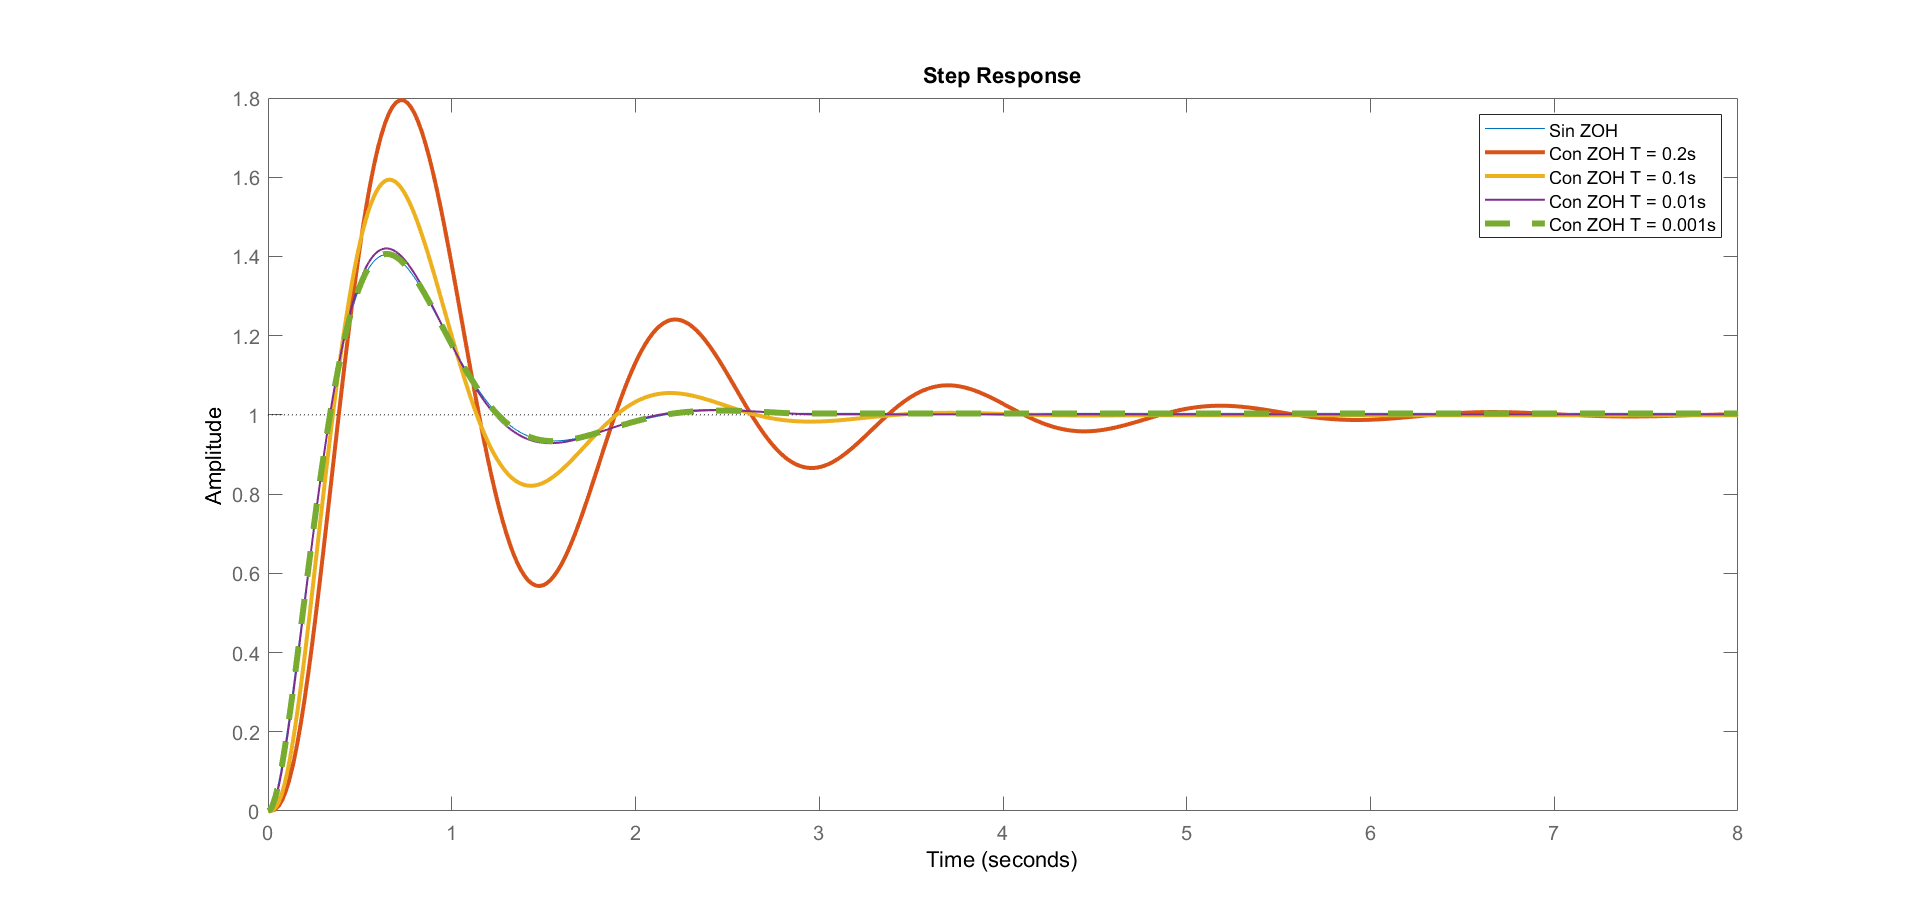 Step Response
1.8
1.6
1.4
1.2
1
0.8
0.6
0.4
0.2
0
Amplitude
Sin ZOH
Con ZOH T = 0.2s
Con ZOH T = 0.1s
Con ZOH T = 0.01s
Con ZOH T = 0.001s
0 1 2 3 4 5 6 7 8
Time (seconds)